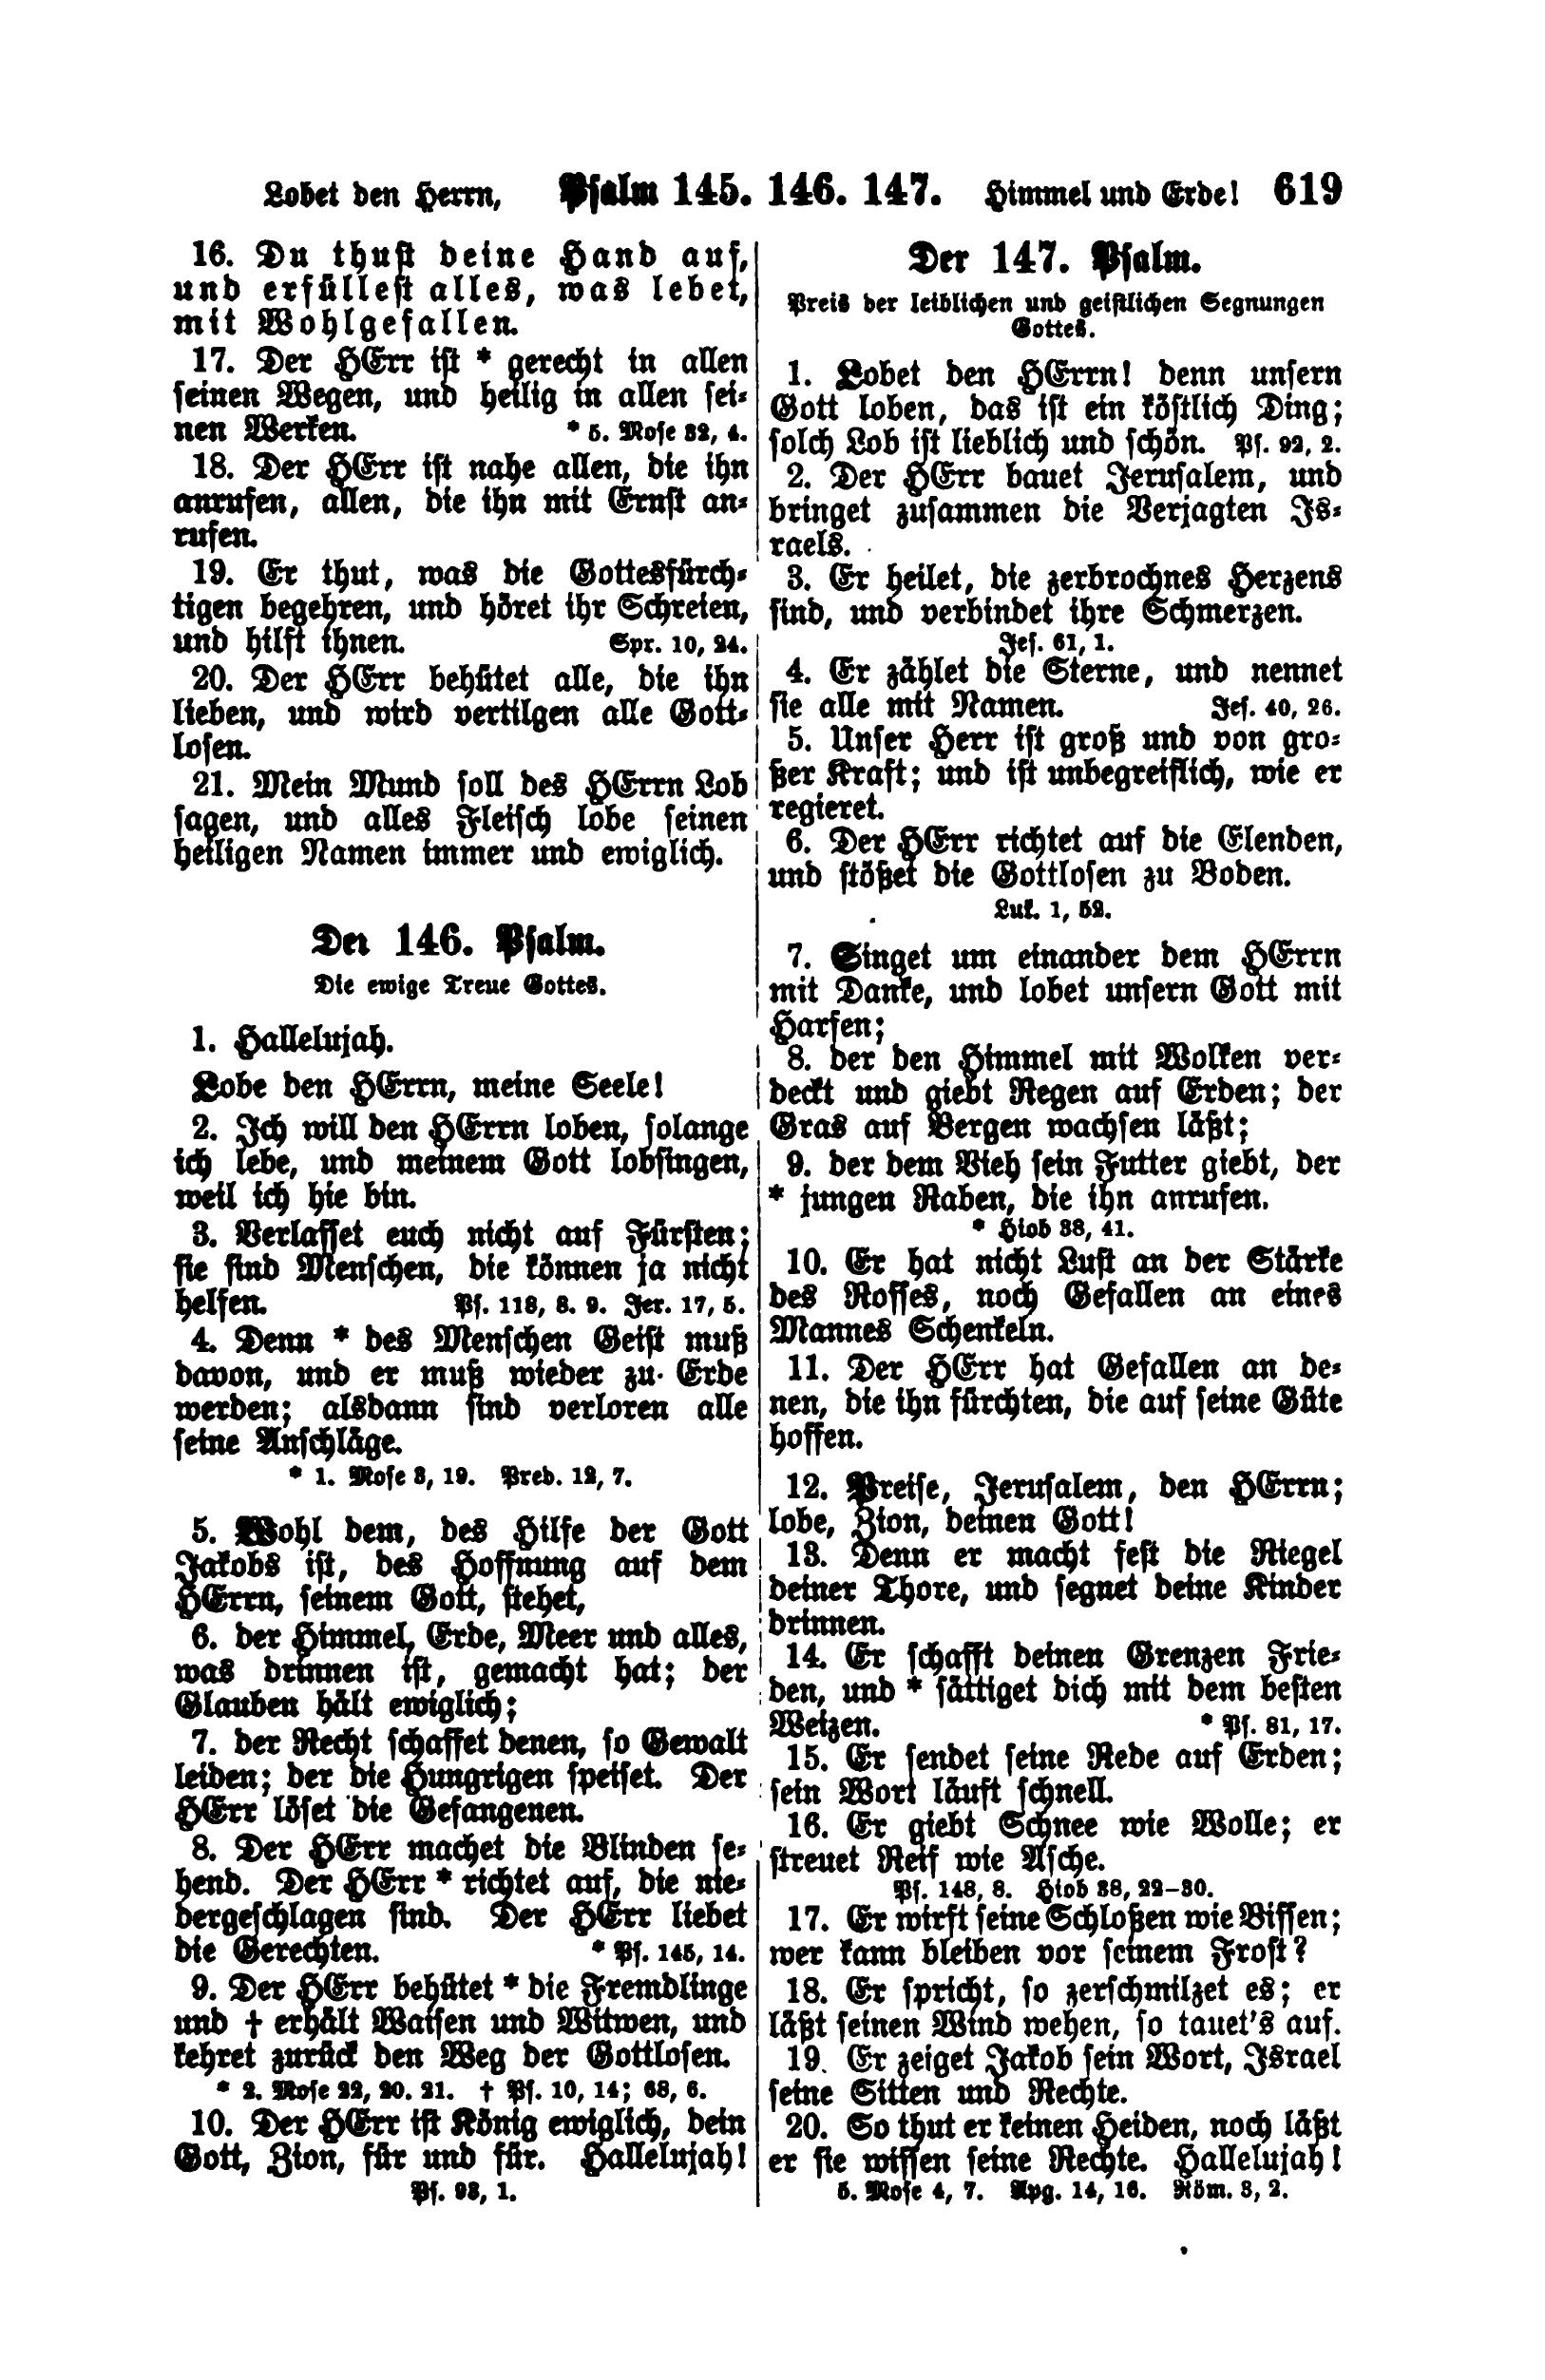 Lobet den Herrn, Psalm 145. 146. 147. Himmel und Erde! 619
16. Du thust deine Hand auf,
und erfüllest alles, was lebet,
mit Wohlgefallen.
17. Der HErr ist * gerecht in allen
seinen Wegen, und heilig in allen sei-
nen Werken. * 5. Mose 32, 4.
18. Der HErr ist nahe allen, die ihn
anrufen, allen, die ihn mit Ernst an-
rufen.
19. Er thut, was die Gottesfürch-
tigen begehren, und höret ihr Schreien,
und hilft ihnen. Spr. 10, 24.
20. Der HErr behütet alle, die ihn
lieben, und wird vertilgen alle Gott-
losen.
21. Mein Mund soll des HErrn Lob
sagen, und alles Fleisch lobe seinen
heiligen Namen immer und ewiglich.
Der 146. Psalm.
Die ewige Treue Gottes.
1. Hallelujah.
Lobe den HErrn, meine Seele!
2. Ich will den HErrn loben, solange
ich lebe, und meinem Gott lobsingen,
weil ich hie bin.
3. Verlasset euch nicht auf Fürsten;
sie sind Menschen, die können ja nicht
helfen. Ps. 118, 8. 9. Jer. 17, 5.
4. Denn * des Menschen Geist muß
davon, und er muß wieder zu Erde
werden; alsdann sind verloren alle
seine Anschläge.
* 1. Mose 3, 19. Pred. 12, 7.
5. Wohl dem, des Hilfe der Gott
Jakobs ist, des Hoffnung auf dem
HErrn, seinem Gott, stehet,
6. der Himmel, Erde, Meer und alles,
was drinnen ist, gemacht hat; der
Glauben hält ewiglich;
7. der Recht schaffet denen, so Gewalt
leiden; der die Hungrigen speiset. Der
HErr löset die Gefangenen.
8. Der HErr machet die Blinden se-
hend. Der HErr * richtet auf, die nie-
dergeschlagen sind. Der HErr liebet
die Gerechten. * Ps. 145, 14.
9. Der HErr behütet * die Fremdlinge
und † erhält Waisen und Witwen, und
kehret zurück den Weg der Gottlosen.
* 2. Mose 22, 20. 21. † Ps. 10, 14; 68, 6.
10. Der HErr ist König ewiglich, dein
Gott, Zion, für und für. Hallelujah!
Ps. 93, 1.
Der 147. Psalm.
Preis der leiblichen und geistlichen Segnungen
Gottes.
1. Lobet den HErrn! denn unsern
Gott loben, das ist ein köstlich Ding;
solch Lob ist lieblich und schön. Ps. 92, 2.
2. Der HErr bauet Jerusalem, und
bringet zusammen die Verjagten Is-
raels.
3. Er heilet, die zerbrochnes Herzens
sind, und verbindet ihre Schmerzen.
Jes. 61, 1.
4. Er zählet die Sterne, und nennet
sie alle mit Namen. Jes. 40, 26.
5. Unser Herr ist groß und von gro-
ßer Kraft; und ist unbegreiflich, wie er
regieret.
6. Der HErr richtet auf die Elenden,
und stößet die Gottlosen zu Boden.
Luk. 1, 52.
7. Singet um einander dem HErrn
mit Danke, und lobet unsern Gott mit
Harfen;
8. der den Himmel mit Wolken ver-
deckt und giebt Regen auf Erden; der
Gras auf Bergen wachsen läßt;
9. der dem Vieh sein Futter giebt, der
* jungen Raben, die ihn anrufen.
* Hiob 38, 41.
10. Er hat nicht Lust an der Stärke
des Rosses, noch Gefallen an eines
Mannes Schenkeln.
11. Der HErr hat Gefallen an de-
nen, die ihn fürchten, die auf seine Güte
hoffen.
12. Preise, Jerusalem, den HErrn;
lobe, Zion, deinen Gott!
13. Denn er macht fest die Riegel
deiner Thore, und segnet deine Kinder
drinnen.
14. Er schafft deinen Grenzen Frie-
den, und * sättiget dich mit dem besten
Weizen. * Ps. 81, 17.
15. Er sendet seine Rede auf Erden;
sein Wort läuft schnell.
16. Er giebt Schnee wie Wolle; er
streuet Reif wie Asche.
Ps. 148, 8. Hiob 38, 22-30.
17. Er wirft seine Schloßen wie Bissen;
wer kann bleiben vor seinem Frost?
18. Er spricht, so zerschmilzet es; er
läßt seinen Wind wehen, so tauet's auf.
19. Er zeiget Jakob sein Wort, Israel
seine Sitten und Rechte.
20. So thut er keinen Heiden, noch läßt
er sie wissen seine Rechte. Hallelujah!
5. Mose 4, 7. Apg. 14, 16. Röm. 3, 2.